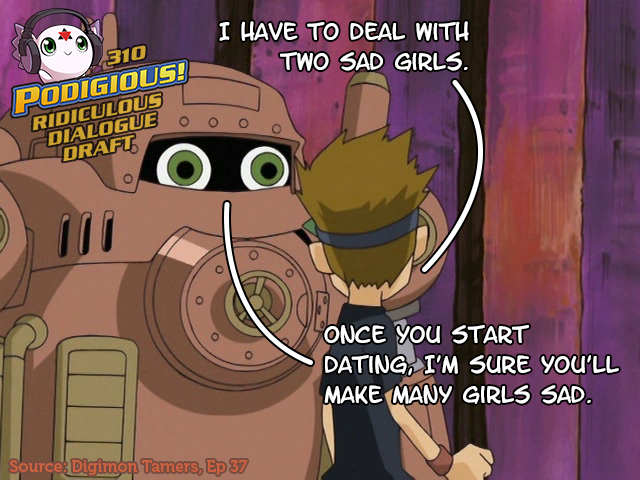 310
PODIGIOUS!
RIDICULOUS
DIALOGUE
DRAFT
I HAVE TO DEAL WITH
TWO SAD GIRLS.
ONCE YOU START
DATING, I'M SURE YOU'LL
MAKE MANY GIRLS SAD.
Source: Digimon Tamers, Ep 37